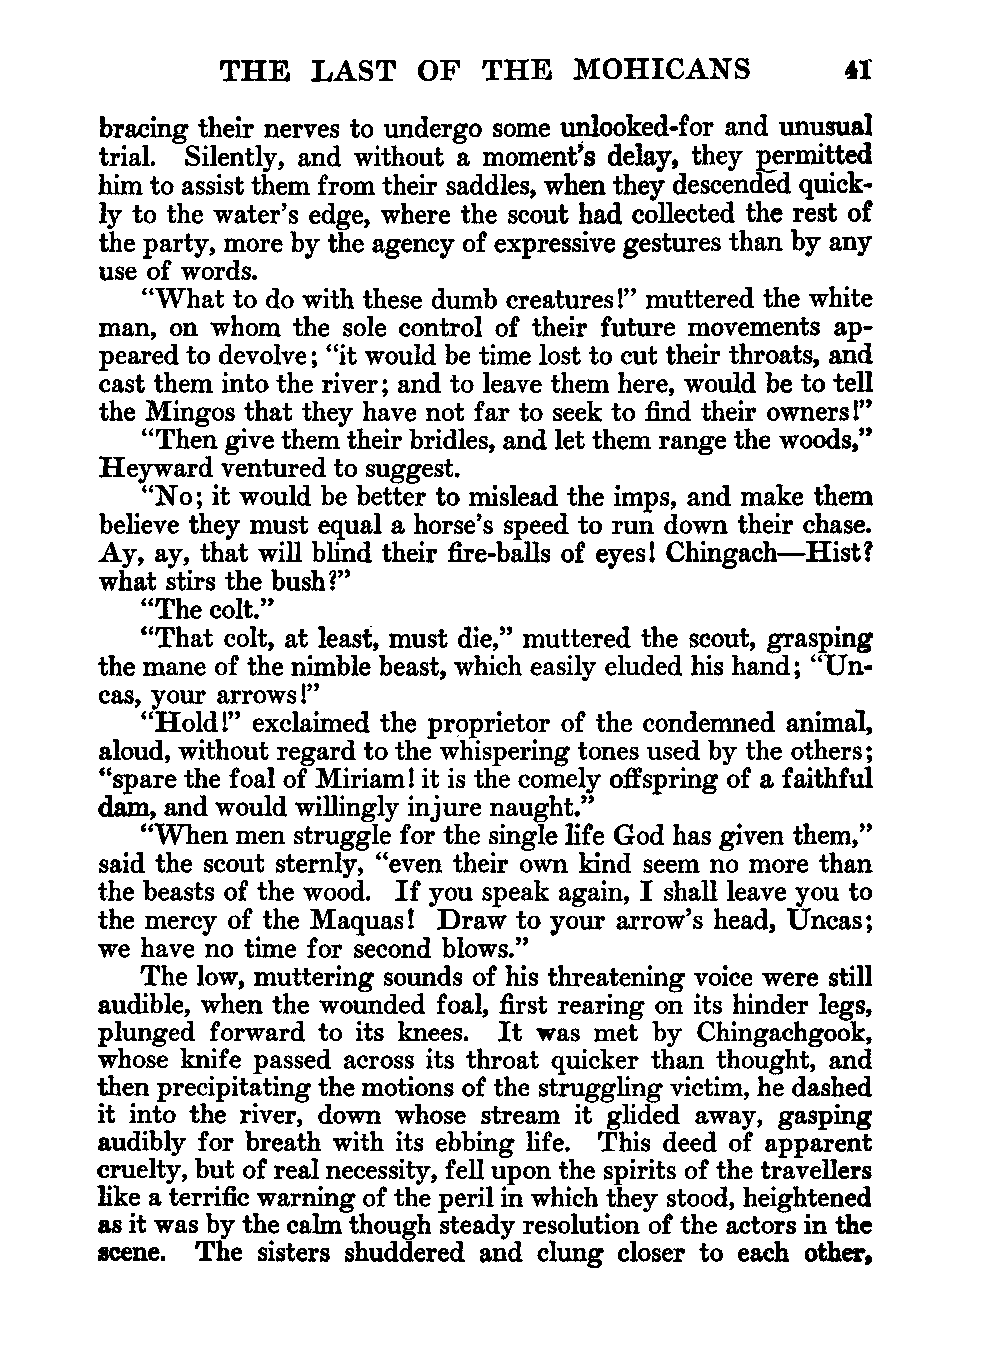 THE LAST OF THE MOHICANS 41
bracing their nerves to undergo some unlooked-for and unusual
trial. Silently, and without a moment's delay, they permitted
him to assist them from their saddles, when they descended quick-
ly to the water's edge, where the scout had collected the rest of
the party, more by the agency of expressive gestures than by any
use of words.
“What to do with these dumb creatures!” muttered the white
man, on whom the sole control of their future movements ap-
peared to devolve; “it would be time lost to cut their throats, and
cast them into the river; and to leave them here, would be to tell
the Mingos that they have not far to seek to find their owners!”
“Then give them their bridles, and let them range the woods,”
Heyward ventured to suggest.
“No; it would be better to mislead the imps, and make them
believe they must equal a horse's speed to run down their chase.
Ay, ay, that will blind their fire-balls of eyes! Chingach—Hist?
what stirs the bush?”
“The colt.”
“That colt, at least, must die,” muttered the scout, grasping
the mane of the nimble beast, which easily eluded his hand; “Un-
cas, your arrows!”
“Hold!” exclaimed the proprietor of the condemned animal,
aloud, without regard to the whispering tones used by the others;
“spare the foal of Miriam! it is the comely offspring of a faithful
dam, and would willingly injure naught.”
“When men struggle for the single life God has given them,”
said the scout sternly, “even their own kind seem no more than
the beasts of the wood. If you speak again, I shall leave you to
the mercy of the Maquas! Draw to your arrow's head, Uncas;
we have no time for second blows.”
The low, muttering sounds of his threatening voice were still
audible, when the wounded foal, first rearing on its hinder legs,
plunged forward to its knees. It was met by Chingachgook,
whose knife passed across its throat quicker than thought, and
then precipitating the motions of the struggling victim, he dashed
it into the river, down whose stream it glided away, gasping
audibly for breath with its ebbing life. This deed of apparent
cruelty, but of real necessity, fell upon the spirits of the travellers
like a terrific warning of the peril in which they stood, heightened
as it was by the calm though steady resolution of the actors in the
scene. The sisters shuddered and clung closer to each other,